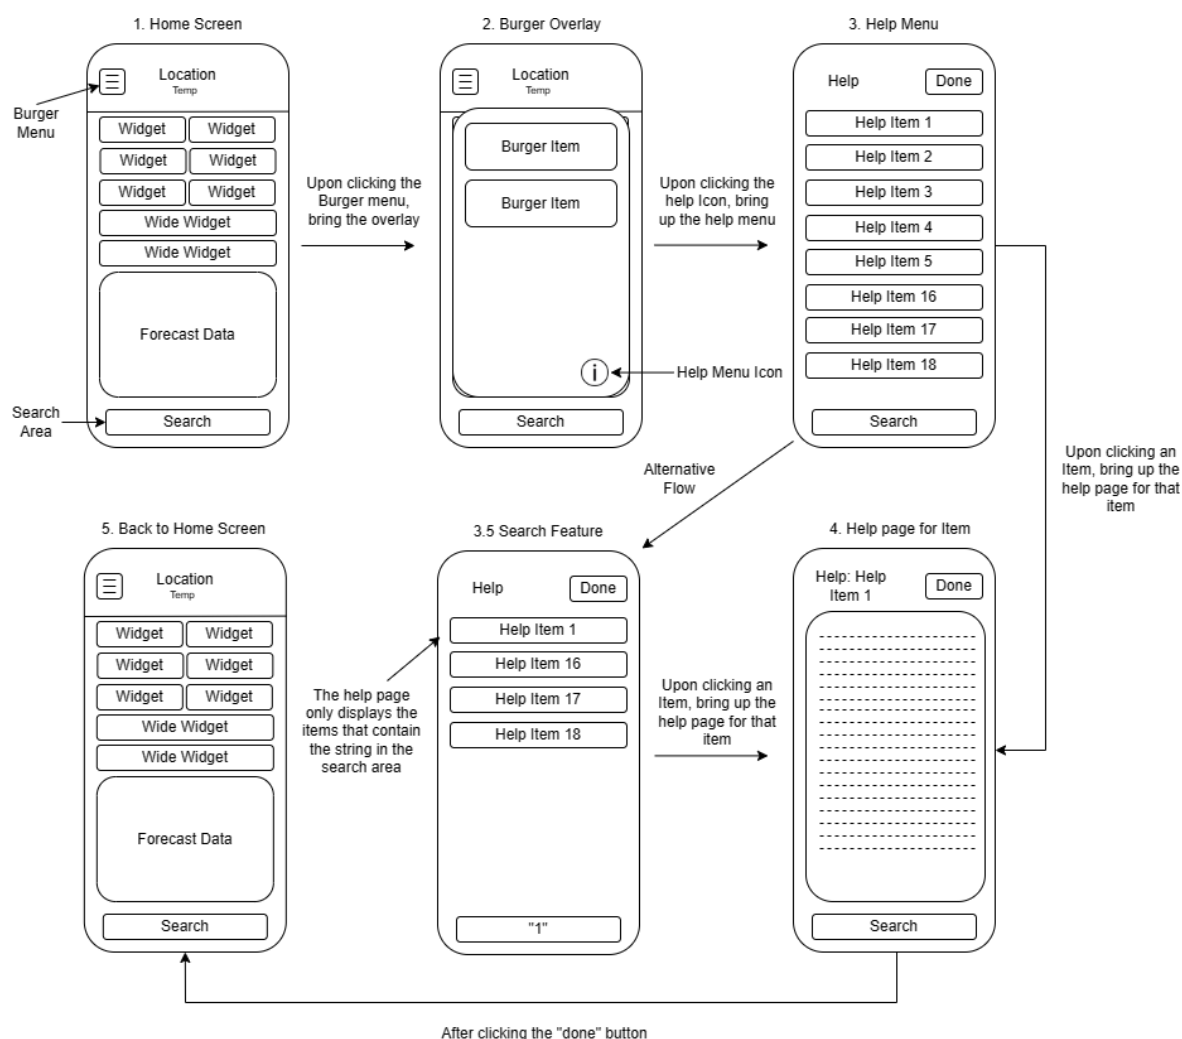 1. Home Screen
Location
Temp
Burger
Menu
Widget Widget
Widget Widget
Widget Widget
Wide Widget
Wide Widget
Forecast Data
Search
Area
Search
Upon clicking the
Burger menu,
bring the overlay
2. Burger Overlay
Location
Temp
Burger Item
Burger Item
Help Menu Icon
Search
Upon clicking the
help Icon, bring
up the help menu
3. Help Menu
Help Done
Help Item 1
Help Item 2
Help Item 3
Help Item 4
Help Item 5
Help Item 16
Help Item 17
Help Item 18
Search
Upon clicking an
Item, bring up the
help page for that
item
Alternative
Flow
3.5 Search Feature
Help Done
Help Item 1
Help Item 16
Help Item 17
Help Item 18
"1"
The help page
only displays the
items that contain
the string in the
search area
Upon clicking an
Item, bring up the
help page for that
item
4. Help page for Item
Help: Help
Item 1
Done
Search
After clicking the "done" button
5. Back to Home Screen
Location
Temp
Widget Widget
Widget Widget
Widget Widget
Wide Widget
Wide Widget
Forecast Data
Search